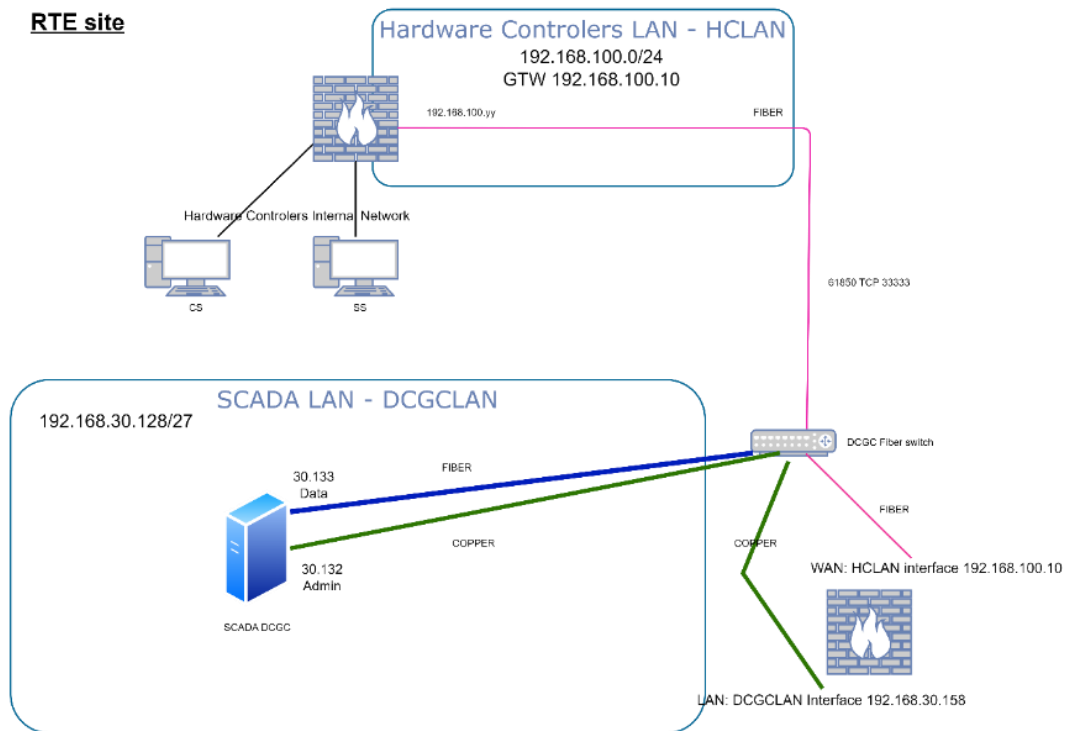 RTE site
Hardware Controlers LAN - HCLAN
192.168.100.0/24
GTW 192.168.100.10
192.168.100.yy
FIBER
Hardware Controlers Internal Network
CS
SS
61850 TCP 33333
SCADA LAN - DCGCLAN
192.168.30.128/27
DCGC Fiber switch
FIBER
30.133
Data
FIBER
COPPER
COPPER
30.132
Admin
WAN: HCLAN interface 192.168.100.10
SCADA DCGC
LAN: DCGCLAN Interface 192.168.30.158